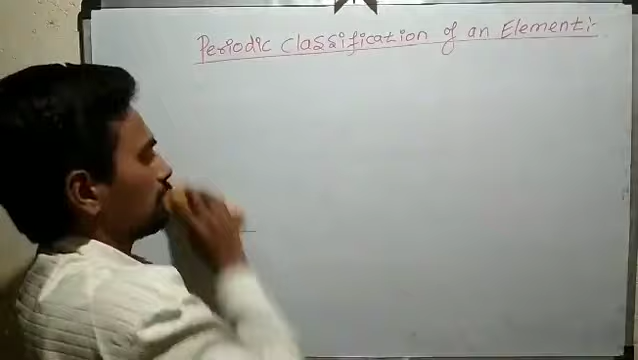 Periodic classification of an Element:-